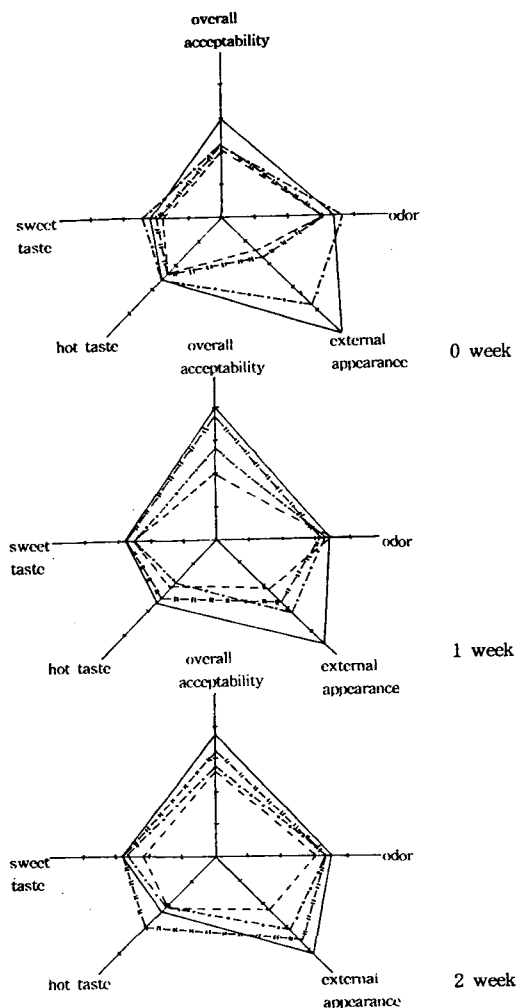 overall
acceptability
sweet
taste
odor
hot taste
external
appearance
0 week
overall
acceptability
sweet
taste
odor
hot taste
external
appearance
1 week
overall
acceptability
sweet
taste
odor
hot taste
external
appearance
2 week